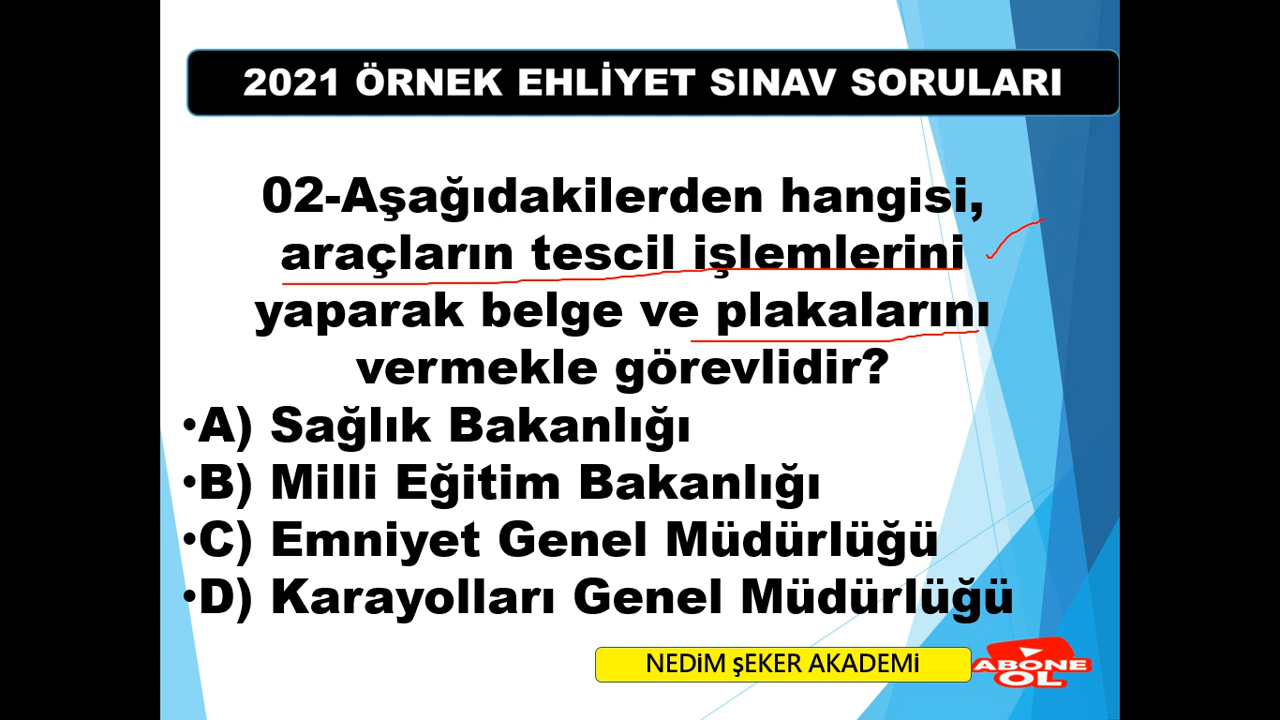 2021 ÖRNEK EHLİYET SINAV SORULARI
02-Aşağıdakilerden hangisi,
araçların tescil işlemlerini
yaparak belge ve plakalarını
vermekle görevlidir?
•A) Sağlık Bakanlığı
•B) Milli Eğitim Bakanlığı
•C) Emniyet Genel Müdürlüğü
•D) Karayolları Genel Müdürlüğü
NEDİM ŞEKER AKADEMİ
ABONE
OL